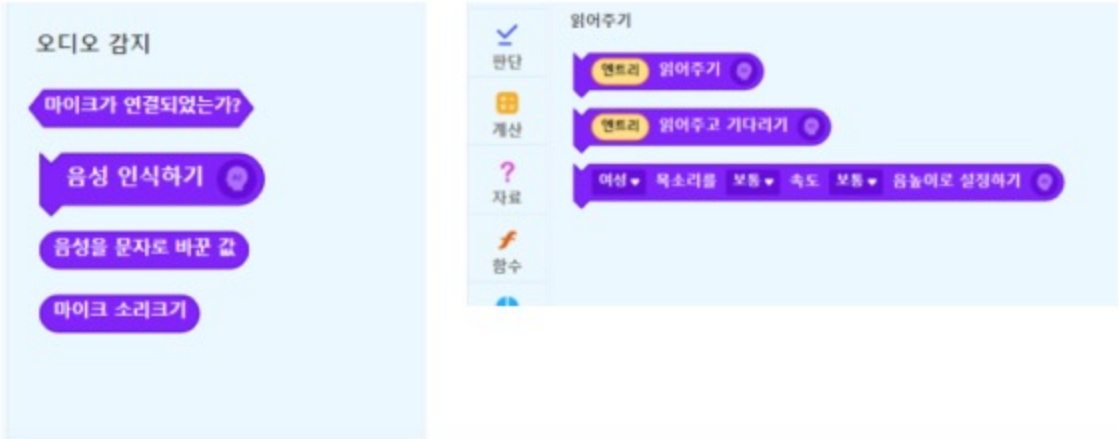 오디오 감지
마이크가 연결되었는가?
음성 인식하기
음성을 문자로 바꾼 값
마이크 소리크기
판단
계산
자료
함수
읽어주기
엔트리 읽어주기
엔트리 읽어주고 기다리기
여성 목소리를 보통 속도 보통 음높이로 설정하기